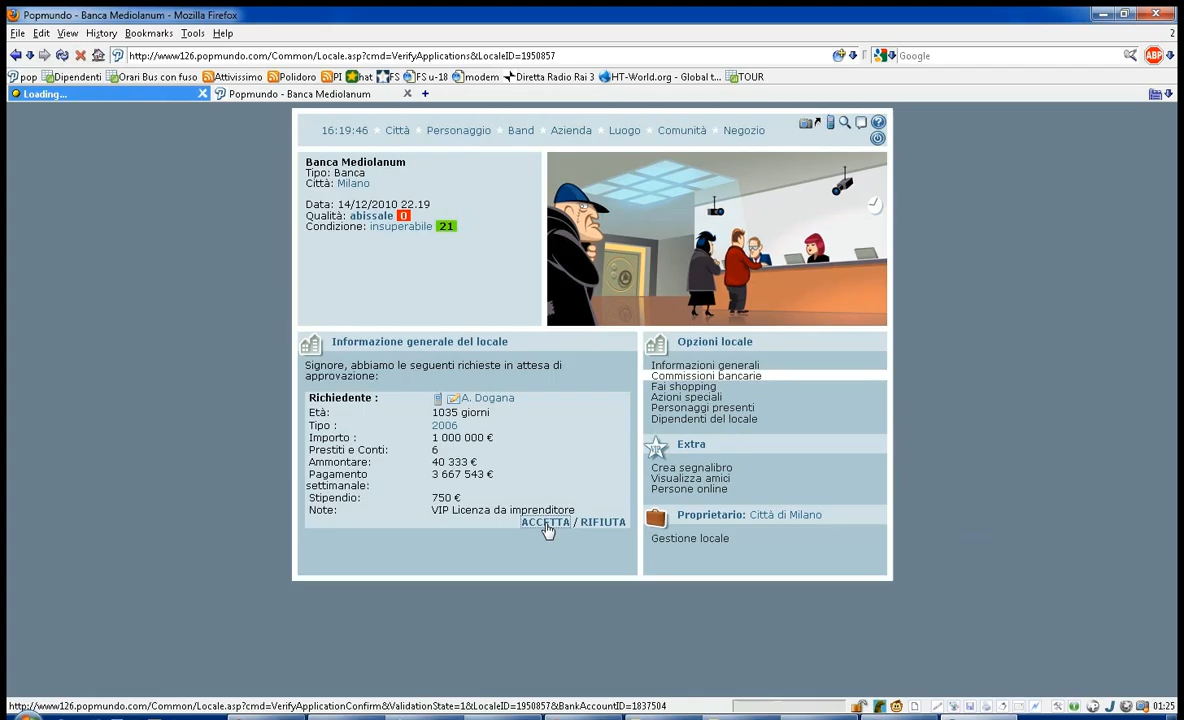 Popmundo - Banca Mediolanum - Mozilla Firefox
File Edit View History Bookmarks Tools Help
http://www126.popmundo.com/Common/Locale.asp?cmd=VerifyApplications&LocaleID=1950857
Google
ABP
pop Dipendenti Orari Bus con fuso Attivissimo Polidoro PI hat FS FS u-18 modem Diretta Radio Rai 3 HT-World.org - Global t... TOUR
Loading...
Popmundo - Banca Mediolanum
16:19:46 Città Personaggio Band Azienda Luogo Comunità Negozio
Banca Mediolanum
Tipo: Banca
Città: Milano
Data: 14/12/2010 22.19
Qualità: abissale 0
Condizione: insuperabile 21
Informazione generale del locale
Signore, abbiamo le seguenti richieste in attesa di
approvazione:
Richiedente : A. Dogana
Età: 1035 giorni
Tipo : 2006
Importo : 1 000 000 €
Prestiti e Conti: 6
Ammontare: 40 333 €
Pagamento settimanale: 3 667 543 €
Stipendio: 750 €
Note: VIP Licenza da imprenditore
ACCETTA / RIFIUTA
Opzioni locale
Informazioni generali
Commissioni bancarie
Fai shopping
Azioni speciali
Personaggi presenti
Dipendenti del locale
Extra
VIP
Crea segnalibro
Visualizza amici
Persone online
Proprietario: Città di Milano
Gestione locale
http://www126.popmundo.com/Common/Locale.asp?cmd=VerifyApplicationConfirm&ValidationState=1&LocaleID=1950857&BankAccountID=1837504
01:25